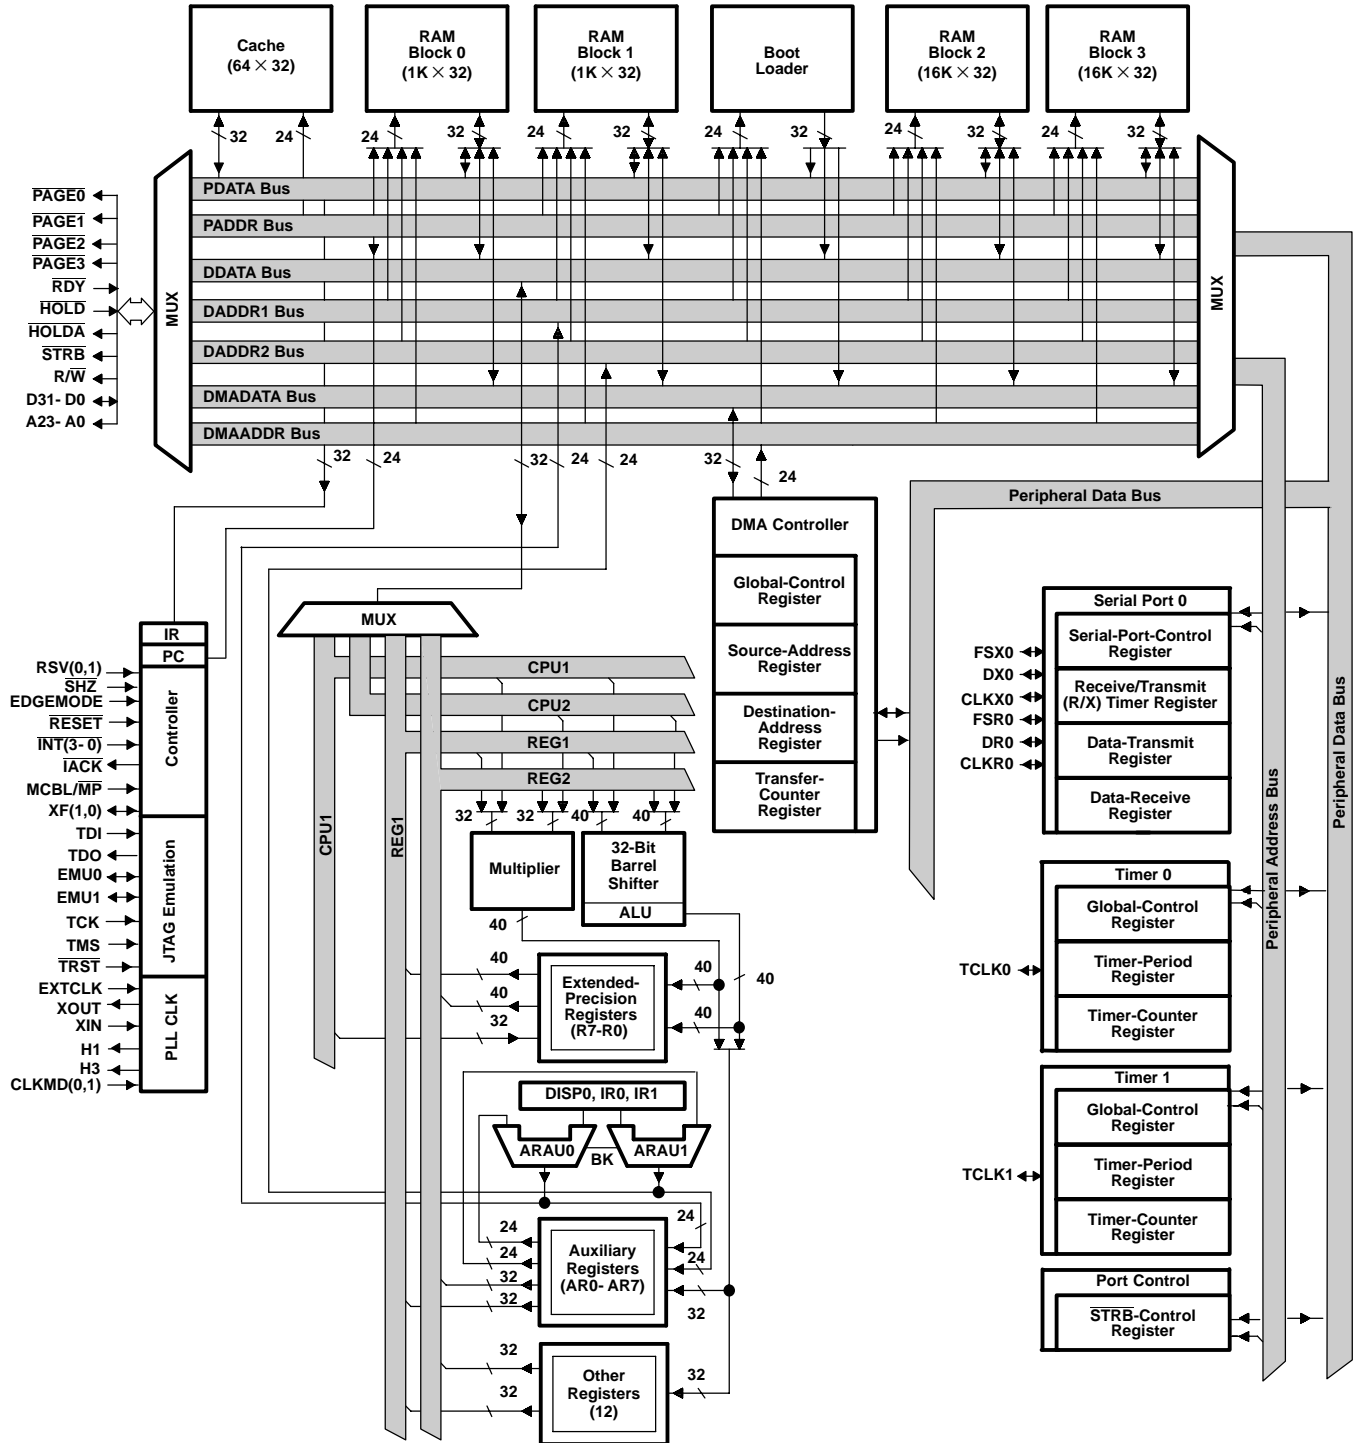 Cache
(64 × 32)
RAM
Block 0
(1K × 32)
RAM
Block 1
(1K × 32)
Boot
Loader
RAM
Block 2
(16K × 32)
RAM
Block 3
(16K × 32)
32
24
24
32
24
32
24
32
24
32
24
32
MUX
PDATA Bus
PADDR Bus
DDATA Bus
DADDR1 Bus
DADDR2 Bus
DMADATA Bus
DMAADDR Bus
MUX
PAGE0
PAGE1
PAGE2
PAGE3
RDY
HOLD
HOLDA
STRB
R/W
D31- D0
A23- A0
32
24
32
24
24
32
24
Peripheral Data Bus
DMA Controller
Global-Control
Register
Source-Address
Register
Destination-
Address
Register
Transfer-
Counter
Register
IR
PC
Controller
JTAG Emulation
PLL CLK
RSV(0,1)
SHZ
EDGEMODE
RESET
INT(3- 0)
IACK
MCBL/MP
XF(1,0)
TDI
TDO
EMU0
EMU1
TCK
TMS
TRST
EXTCLK
XOUT
XIN
H1
H3
CLKMD(0,1)
MUX
CPU1
CPU2
REG1
REG2
CPU1
REG1
32
32
40
40
Multiplier
32-Bit
Barrel
Shifter
ALU
40
40
40
40
40
40
32
Extended-
Precision
Registers
(R7-R0)
DISP0, IR0, IR1
ARAU0
BK
ARAU1
24
24
32
32
24
24
32
Auxiliary
Registers
(AR0- AR7)
32
32
32
Other
Registers
(12)
Serial Port 0
Serial-Port-Control
Register
Receive/Transmit
(R/X) Timer Register
Data-Transmit
Register
Data-Receive
Register
FSX0
DX0
CLKX0
FSR0
DR0
CLKR0
Timer 0
Global-Control
Register
Timer-Period
Register
Timer-Counter
Register
TCLK0
Timer 1
Global-Control
Register
Timer-Period
Register
Timer-Counter
Register
TCLK1
Port Control
STRB-Control
Register
Peripheral Address Bus
Peripheral Data Bus